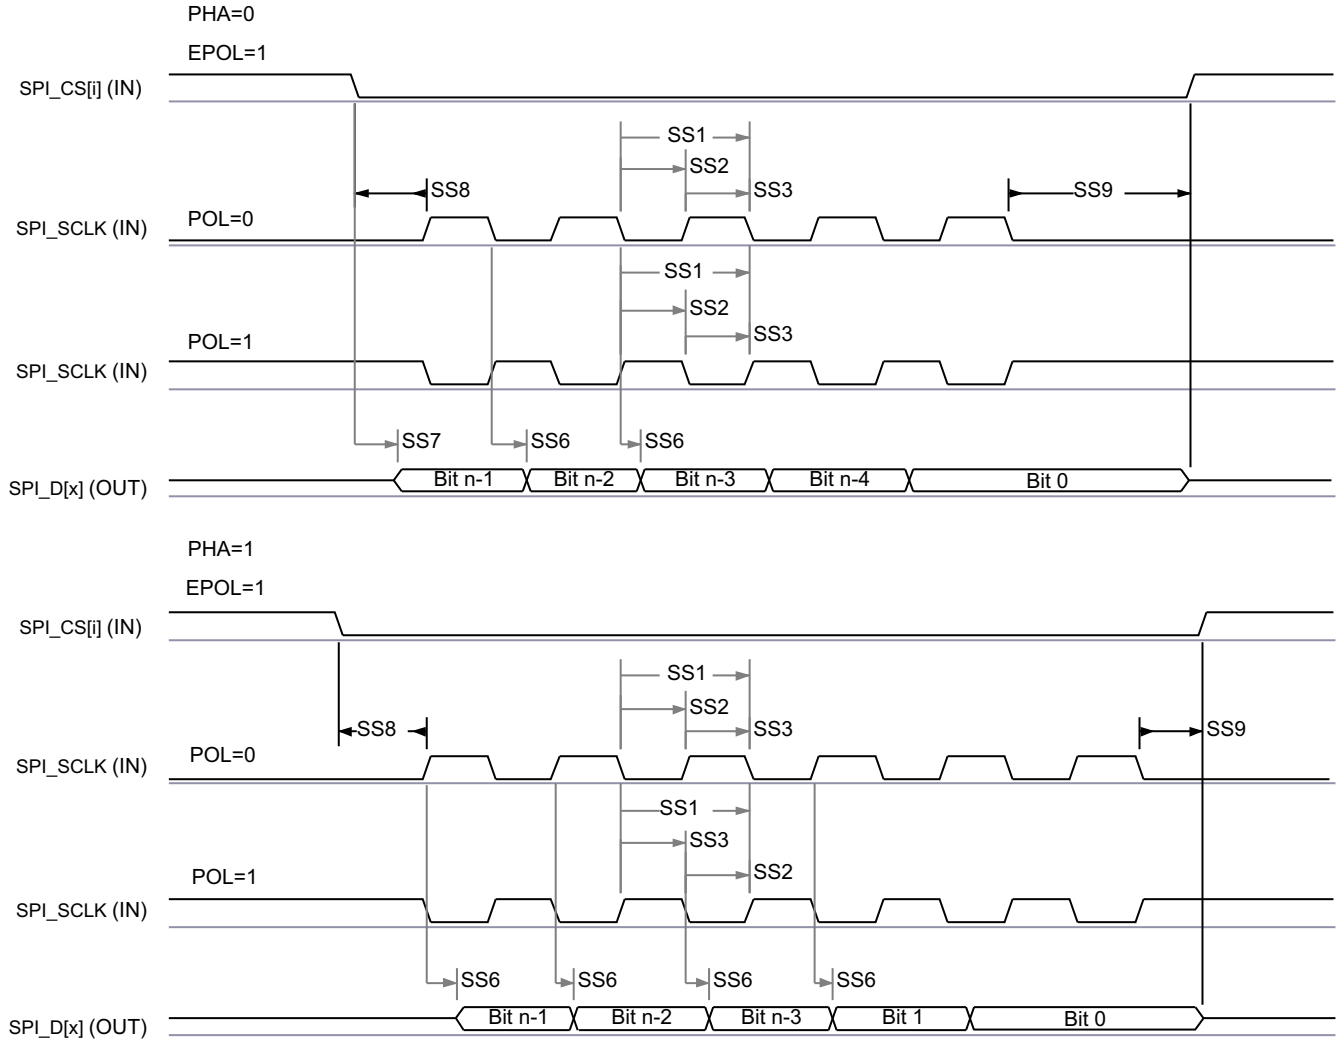 PHA=0
EPOL=1
SPI_CS[i] (IN)
SS1
SS2
SS8
SS3
SS9
POL=0
SPI_SCLK (IN)
SS1
SS2
SS3
POL=1
SPI_SCLK (IN)
SS7
SS6
SS6
SPI_D[x] (OUT)
Bit n-1
Bit n-2
Bit n-3
Bit n-4
Bit 0
PHA=1
EPOL=1
SPI_CS[i] (IN)
SS1
SS2
SS8
SS3
SS9
POL=0
SPI_SCLK (IN)
SS1
SS3
SS2
POL=1
SPI_SCLK (IN)
SS6
SS6
SS6
SS6
SPI_D[x] (OUT)
Bit n-1
Bit n-2
Bit n-3
Bit 1
Bit 0